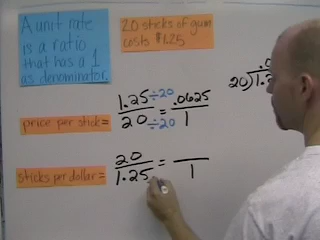 A unit rate
is a ratio
that has a 1
as denominator.
20 sticks of gum
costs $1.25
price per stick =
1.25 ÷20 = .0625
20 ÷20 1
sticks per dollar =
20 =
1.25 1
20)1.2